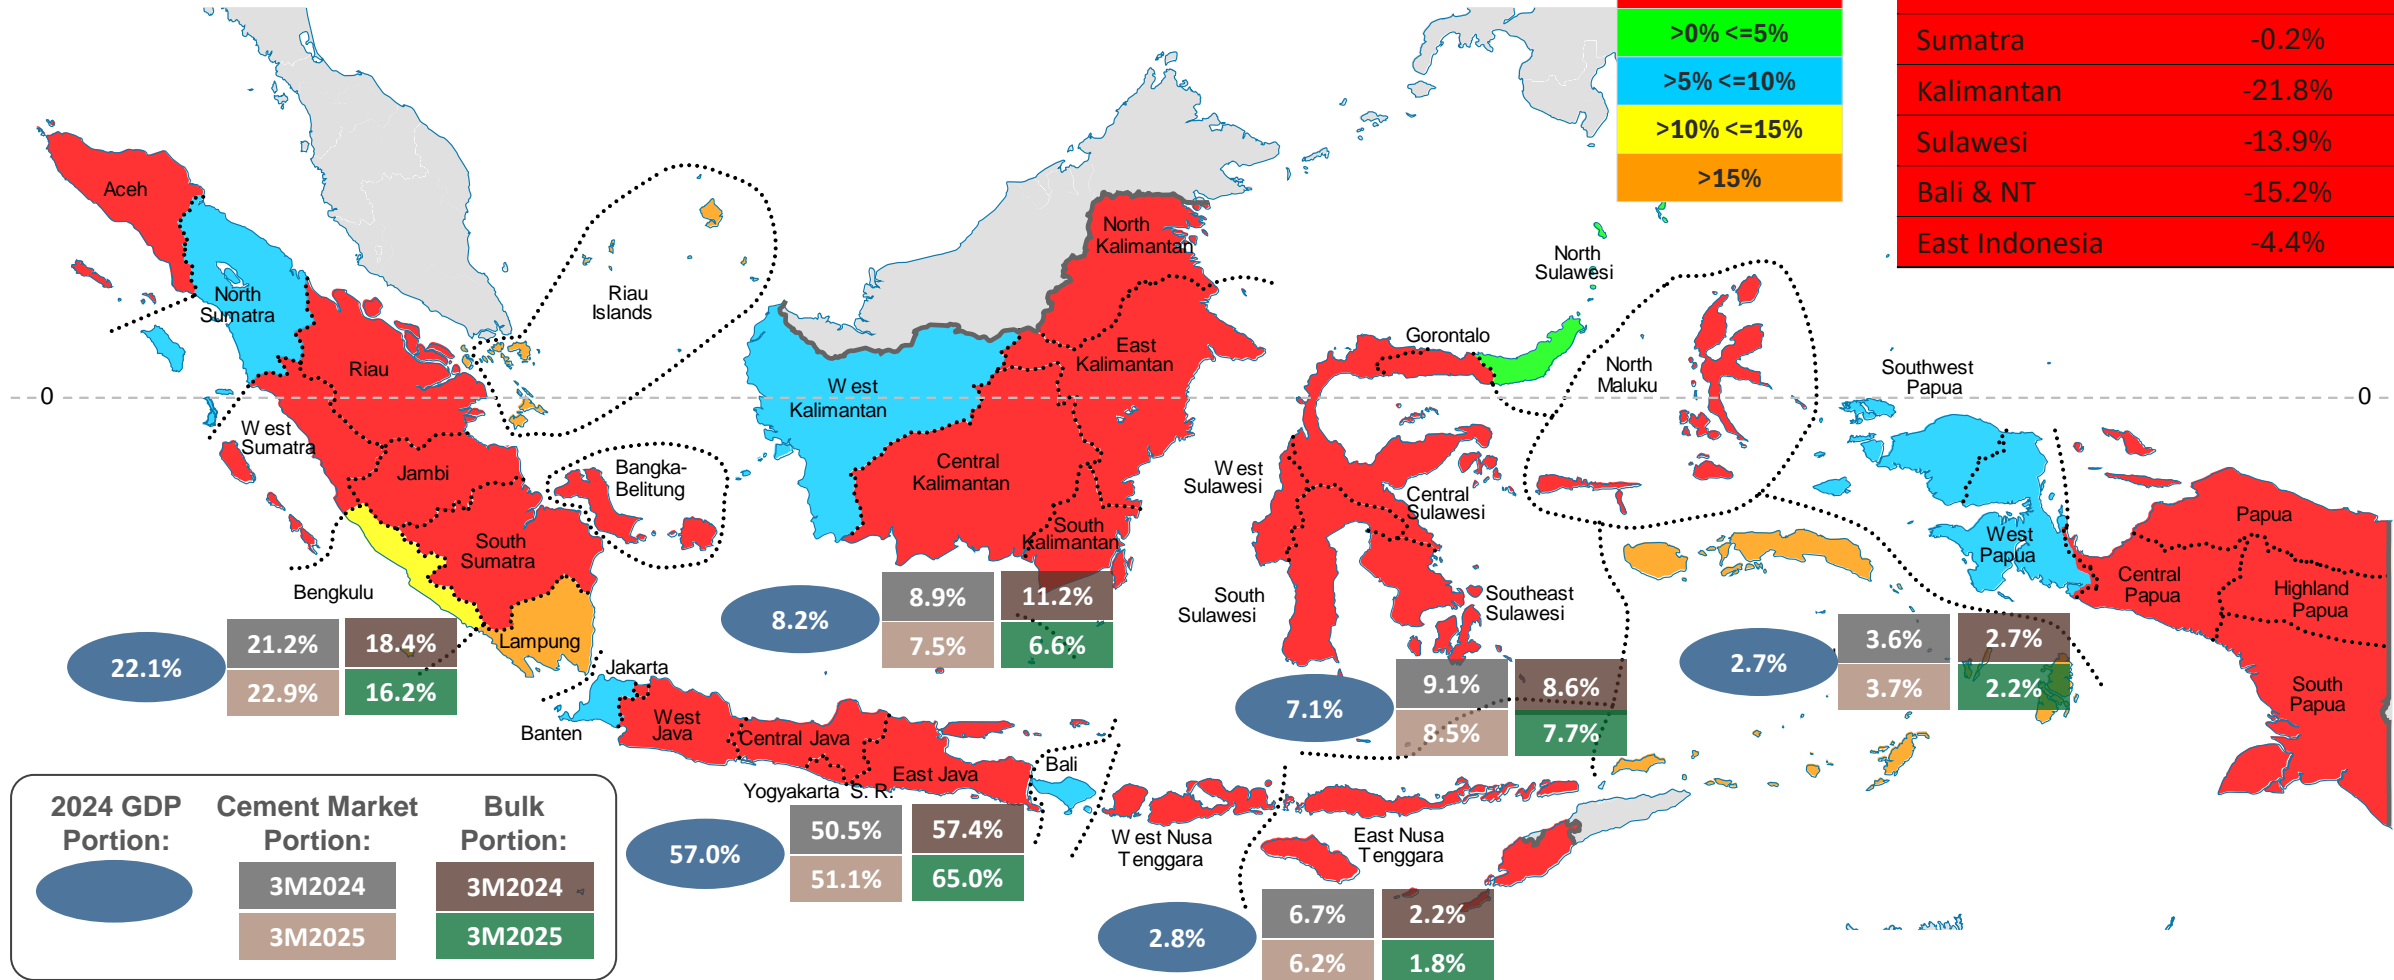 >0% <=5%
>5% <=10%
>10% <=15%
>15%
Sumatra -0.2%
Kalimantan -21.8%
Sulawesi -13.9%
Bali & NT -15.2%
East Indonesia -4.4%
Aceh
North
Sumatra
Riau
Islands
Riau
West
Sumatra
Jambi
Bangka-
Belitung
South
Sumatra
Bengkulu
Lampung
North
Kalimantan
East
Kalimantan
West
Kalimantan
Central
Kalimantan
South
Kalimantan
North
Sulawesi
Gorontalo
North
Maluku
West
Sulawesi
Central
Sulawesi
South
Sulawesi
Southeast
Sulawesi
Southwest
Papua
West
Papua
Papua
Central
Papua
Highland
Papua
South
Papua
0
0
22.1%
21.2% 18.4%
22.9% 16.2%
8.2%
8.9% 11.2%
7.5% 6.6%
7.1%
9.1% 8.6%
8.5% 7.7%
2.7%
3.6% 2.7%
3.7% 2.2%
Jakarta
Banten
West
Java
Central Java
Yogyakarta S. R.
East Java
Bali
West Nusa
Tenggara
East Nusa
Tenggara
57.0%
50.5% 57.4%
51.1% 65.0%
2.8%
6.7% 2.2%
6.2% 1.8%
2024 GDP
Portion:
Cement Market
Portion:
3M2024
3M2025
Bulk
Portion:
3M2024
3M2025